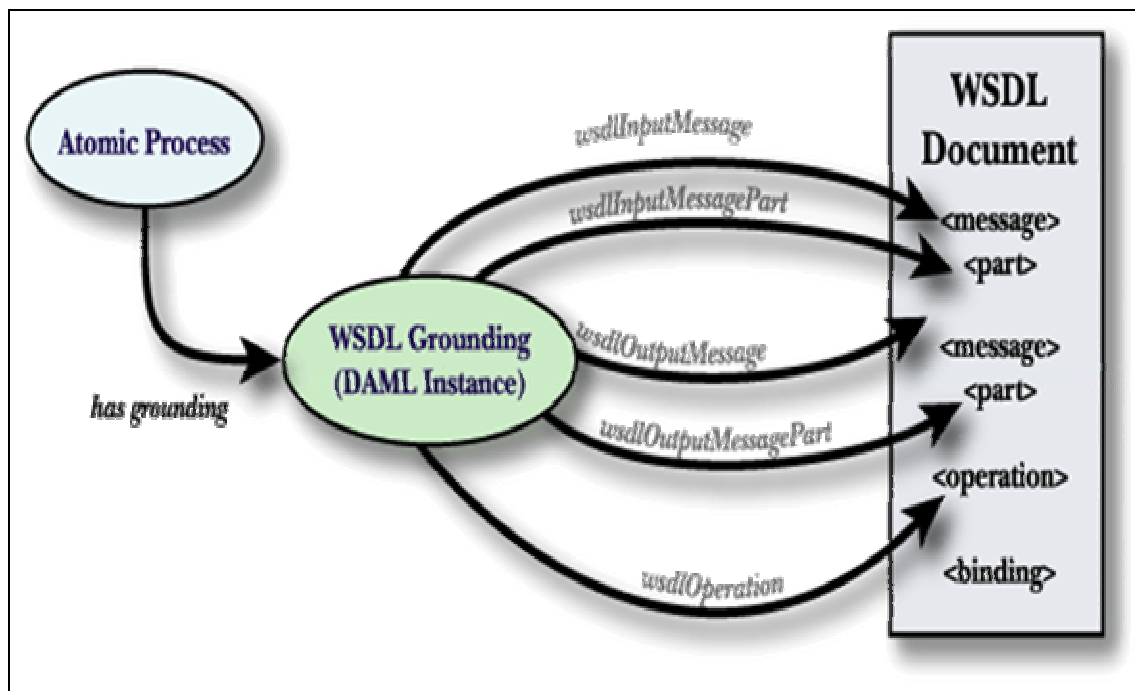 Atomic Process
has grounding
WSDL Grounding
(DAML Instance)
wsdlInputMessage
wsdlInputMessagePart
wsdlOutputMessage
wsdlOutputMessagePart
wsdlOperation
WSDL
Document
<message>
<part>
<message>
<part>
<operation>
<binding>